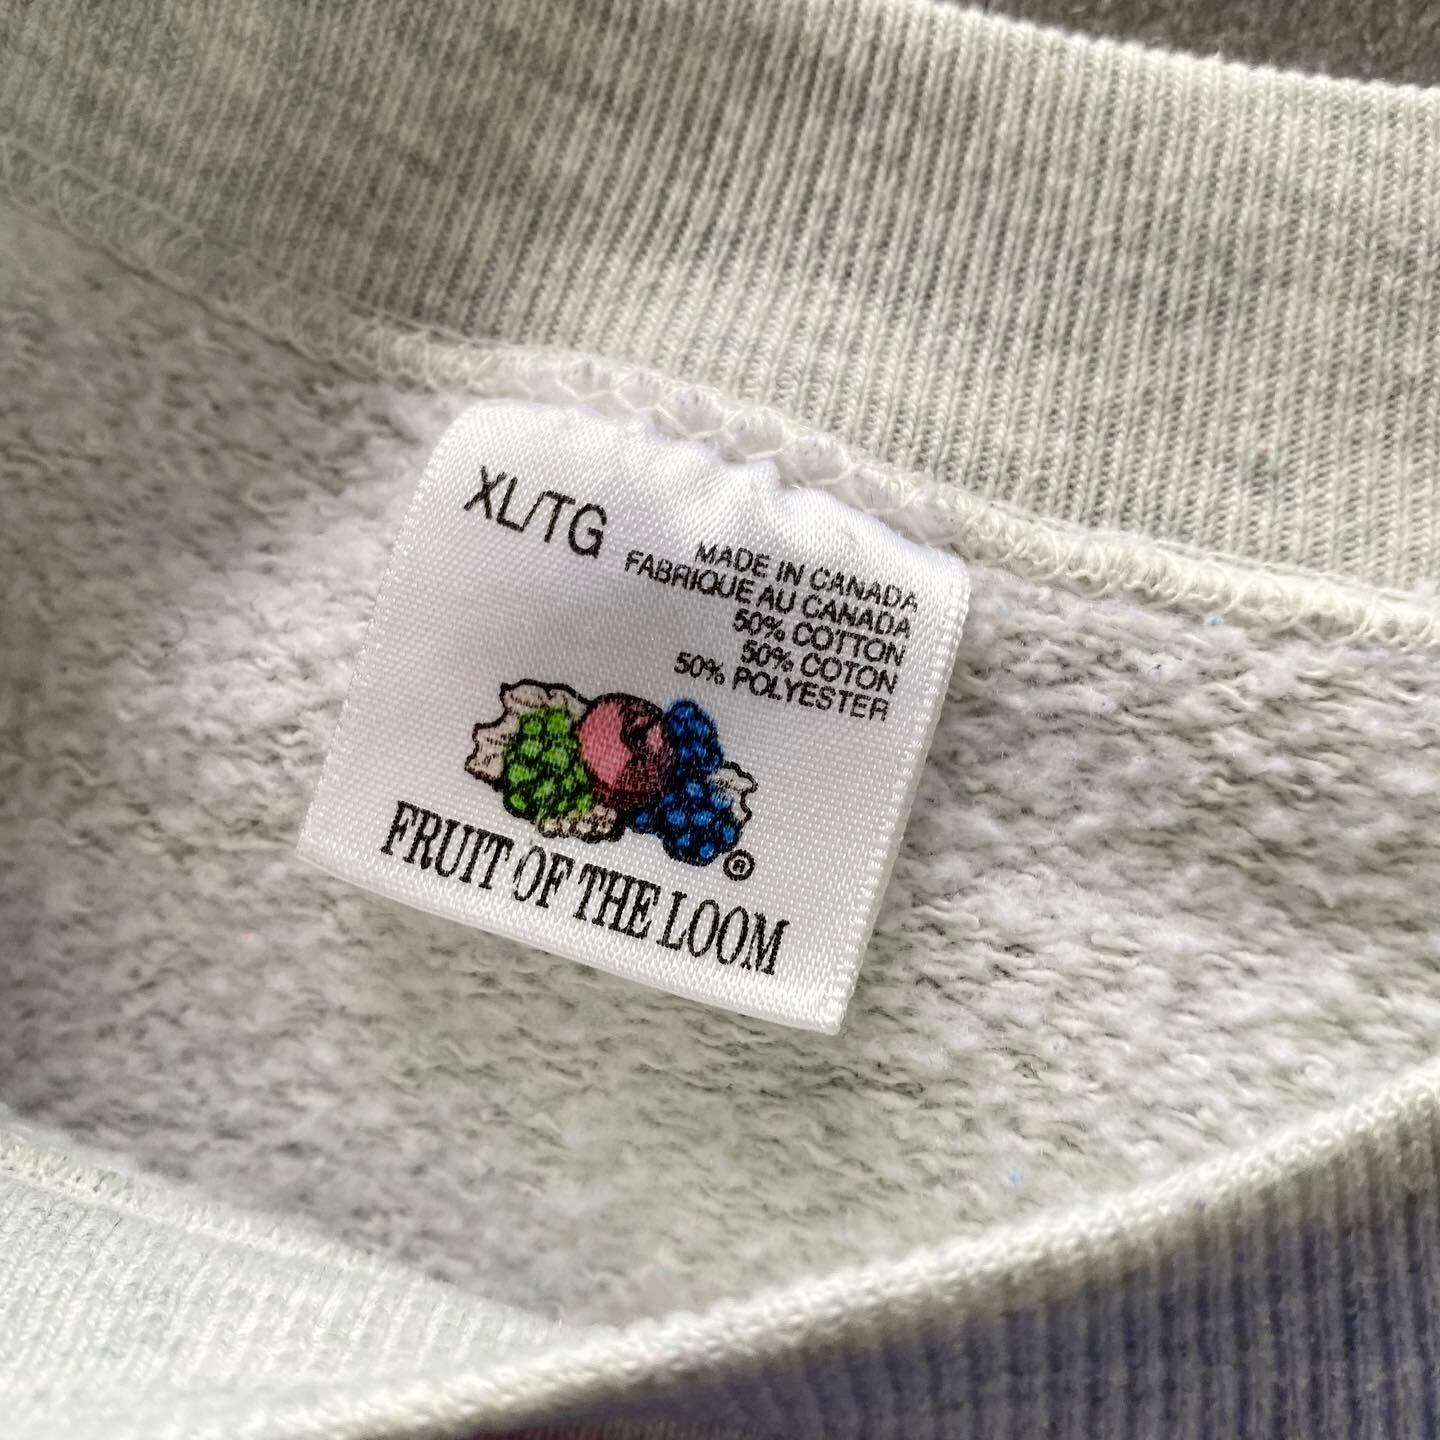 XL/TG
MADE IN CANADA
FABRIQUE AU CANADA
50% COTTON
50% COTON
50% POLYESTER
®
FRUIT OF THE LOOM